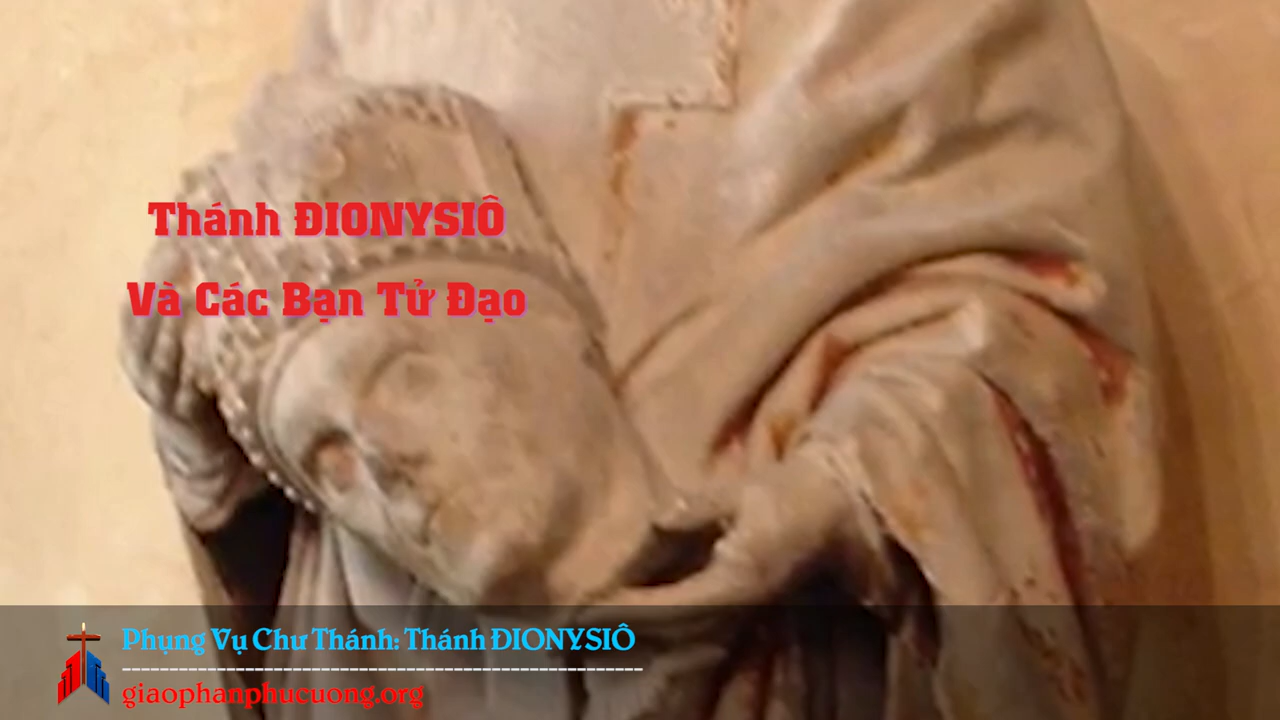 Thánh ĐIONYSIÔ
Và Các Bạn Tử Đạo
Phụng Vụ Chư Thánh: Thánh ĐIONYSIÔ
giaophanphucuong.org